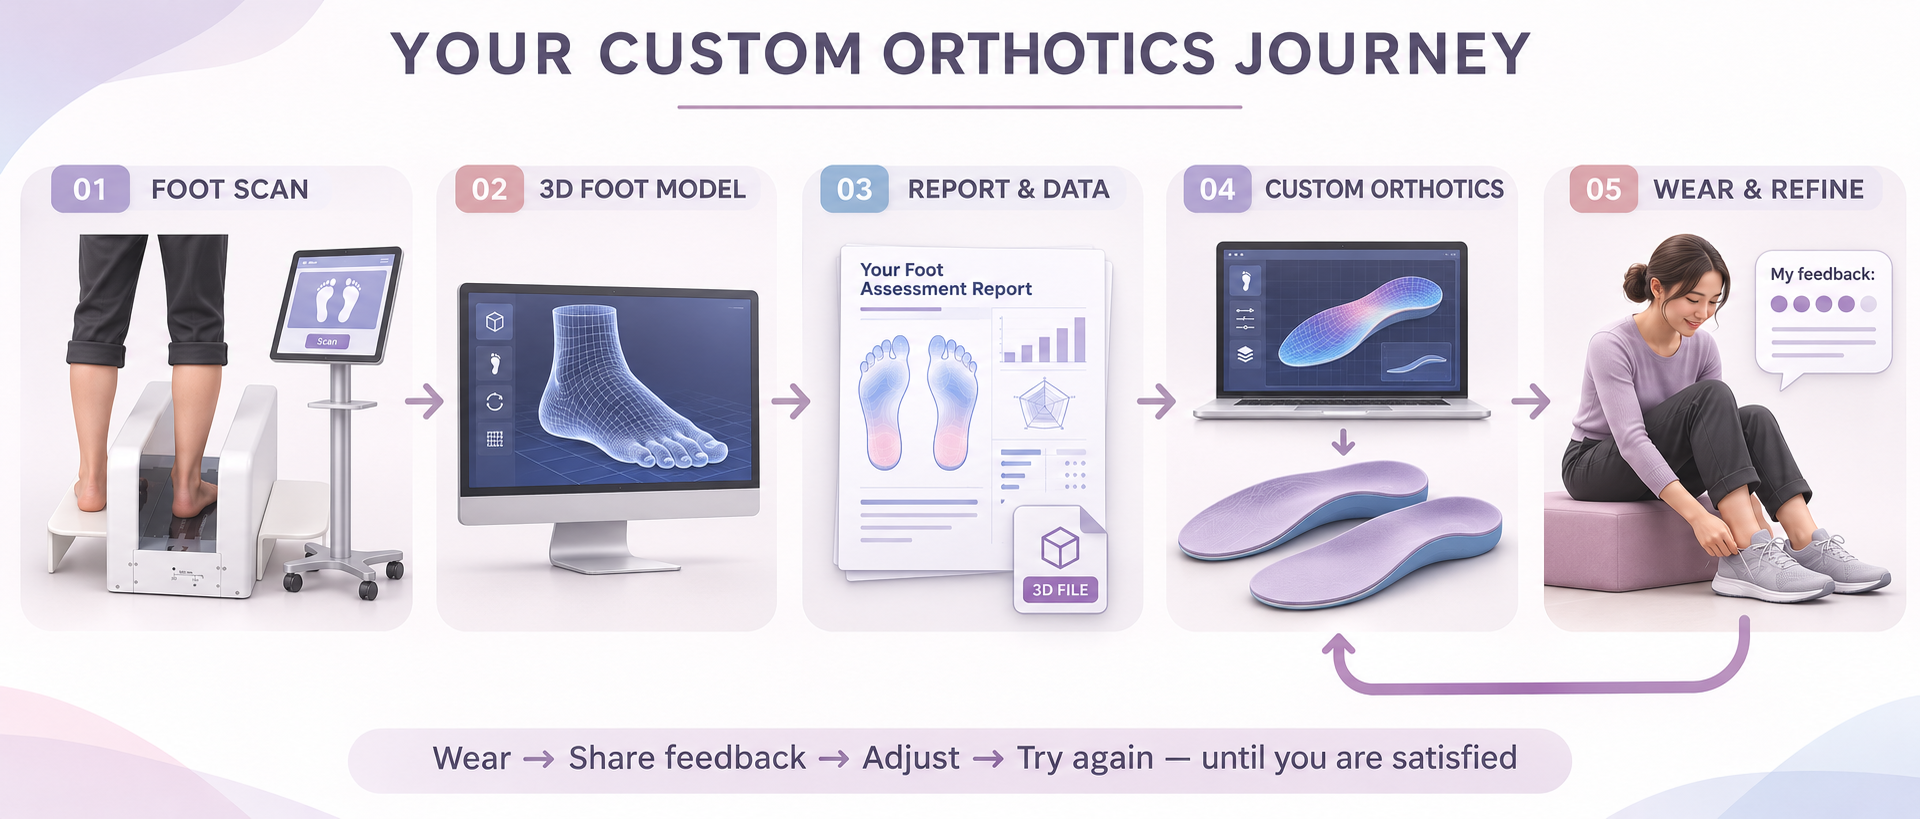 YOUR CUSTOM ORTHOTICS JOURNEY
01 FOOT SCAN
Scan
02 3D FOOT MODEL
03 REPORT & DATA
Your Foot
Assessment Report
3D FILE
04 CUSTOM ORTHOTICS
05 WEAR & REFINE
My feedback:
Wear → Share feedback → Adjust → Try again — until you are satisfied